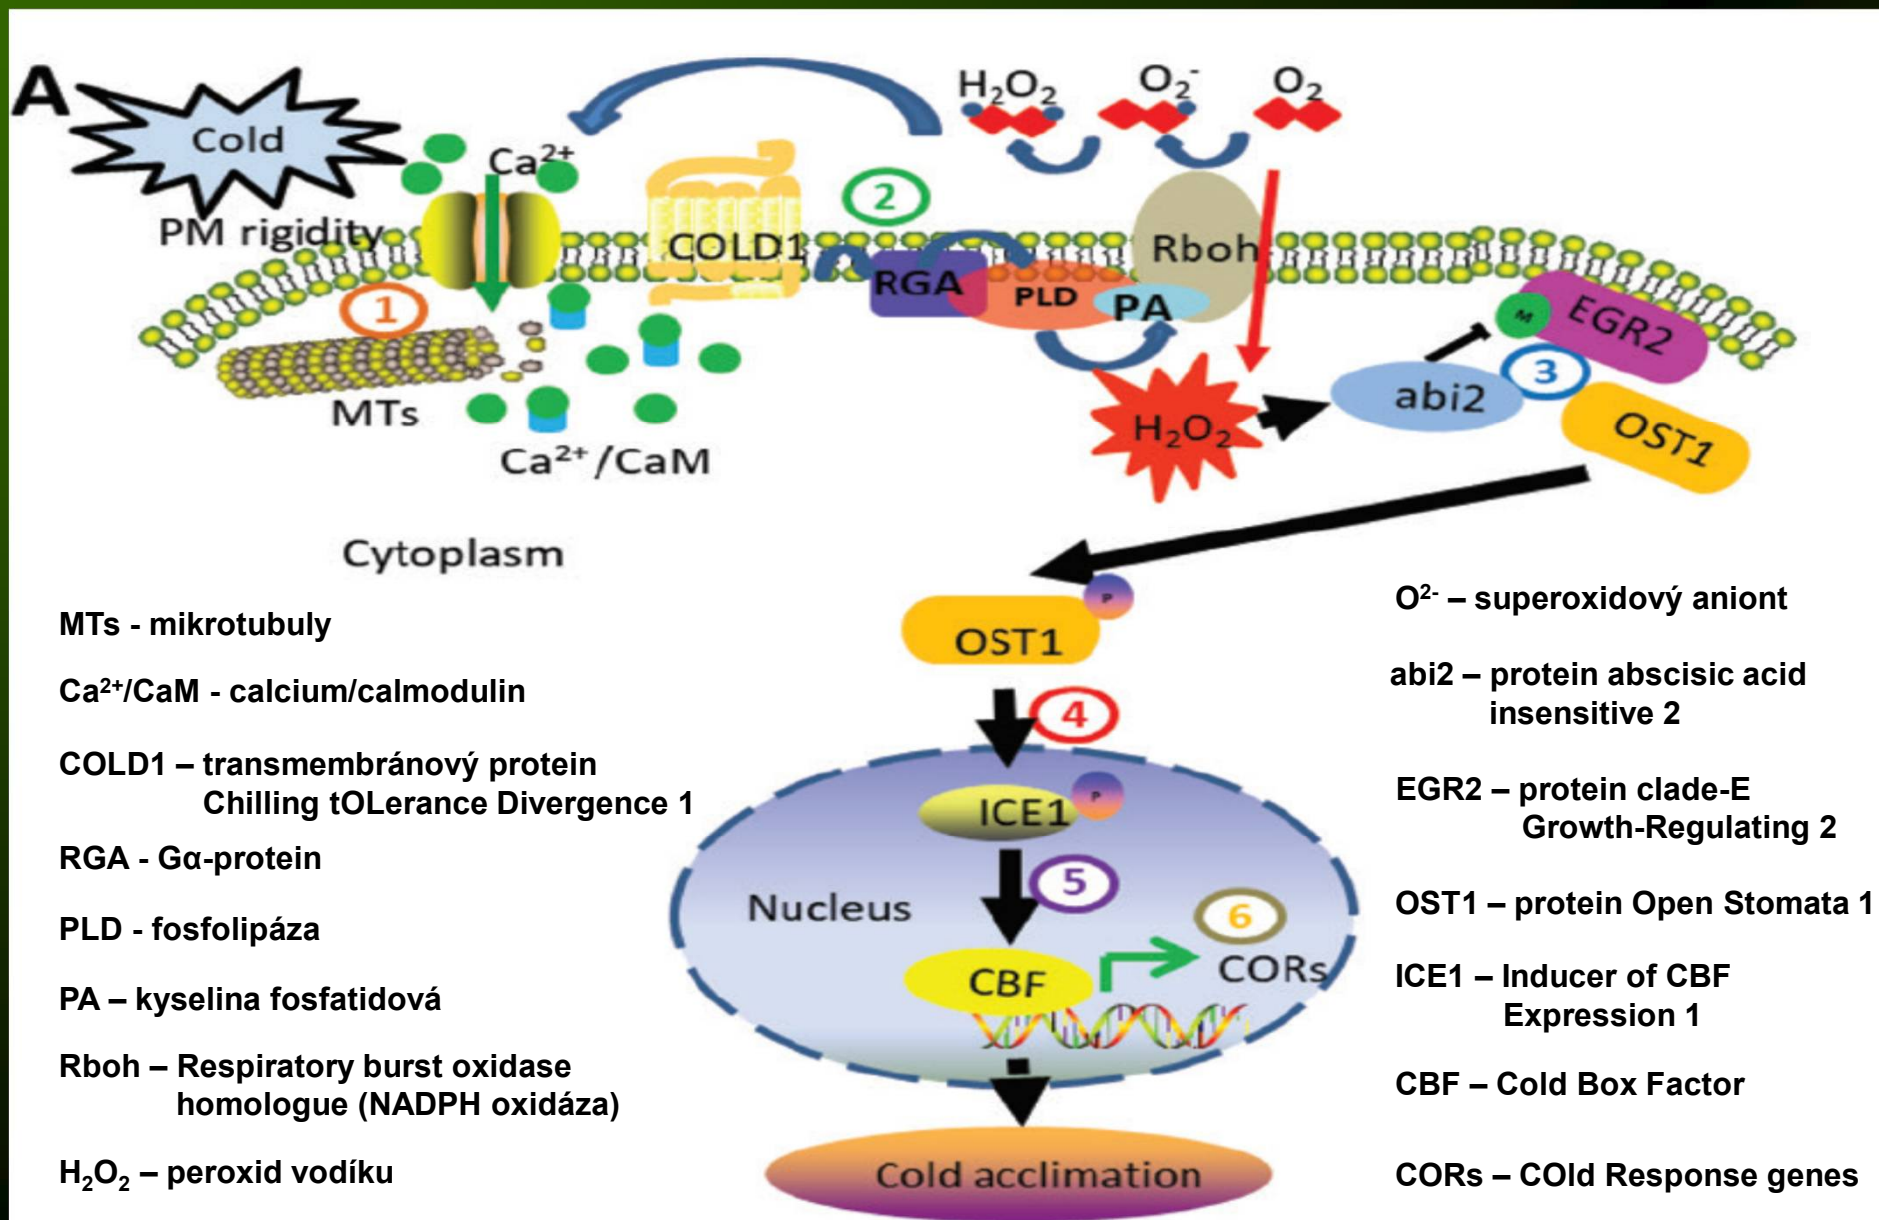 A
Cold
Ca²⁺
H₂O₂
O₂⁻
O₂
PM rigidity
COLD1
2
RGA
PLD
PA
Rboh
1
MTs
Ca²⁺/CaM
H₂O₂
abi2
M
EGR2
3
OST1
Cytoplasm
OST1
P
4
ICE1
P
5
Nucleus
6
CBF
CORs
Cold acclimation
MTs - mikrotubuly
Ca²⁺/CaM - calcium/calmodulin
COLD1 – transmembránový protein
Chilling tOLerance Divergence 1
RGA - Gα-protein
PLD - fosfolipáza
PA – kyselina fosfatidová
Rboh – Respiratory burst oxidase
homologue (NADPH oxidáza)
H₂O₂ – peroxid vodíku
O²⁻ – superoxidový aniont
abi2 – protein abscisic acid
insensitive 2
EGR2 – protein clade-E
Growth-Regulating 2
OST1 – protein Open Stomata 1
ICE1 – Inducer of CBF
Expression 1
CBF – Cold Box Factor
CORs – COld Response genes